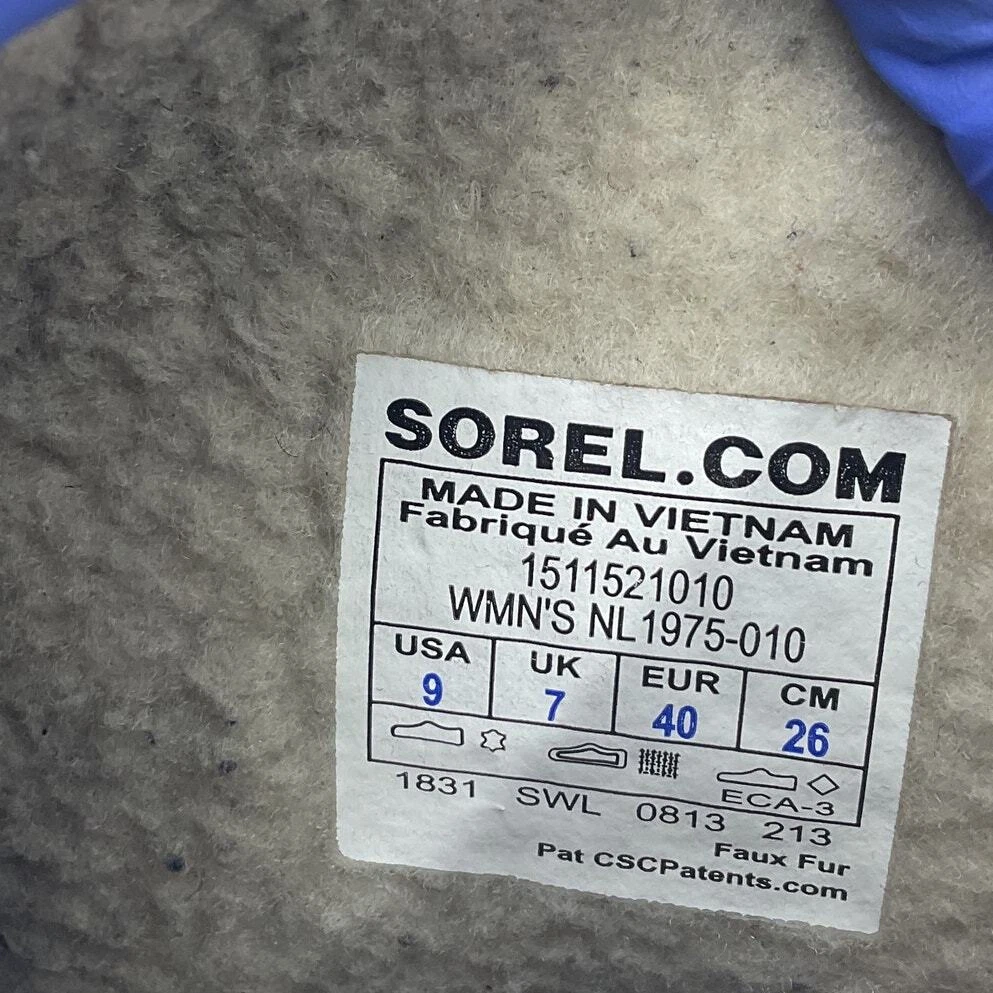 SOREL.COM
MADE IN VIETNAM
Fabriqué Au Vietnam
1511521010
WMN'S NL1975-010
USA UK EUR CM
9 7 40 26
ECA-3
1831 SWL 0813 213
Faux Fur
Pat CSCPatents.com